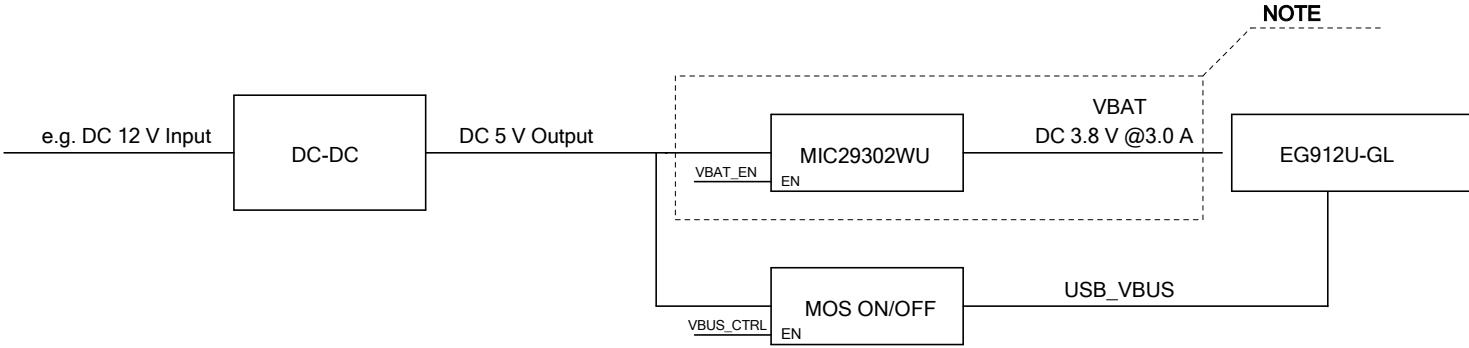 NOTE
VBAT
e.g. DC 12 V Input
DC-DC
DC 5 V Output
MIC29302WU
DC 3.8 V @3.0 A
EG912U-GL
VBAT_EN
EN
MOS ON/OFF
USB_VBUS
VBUS_CTRL
EN